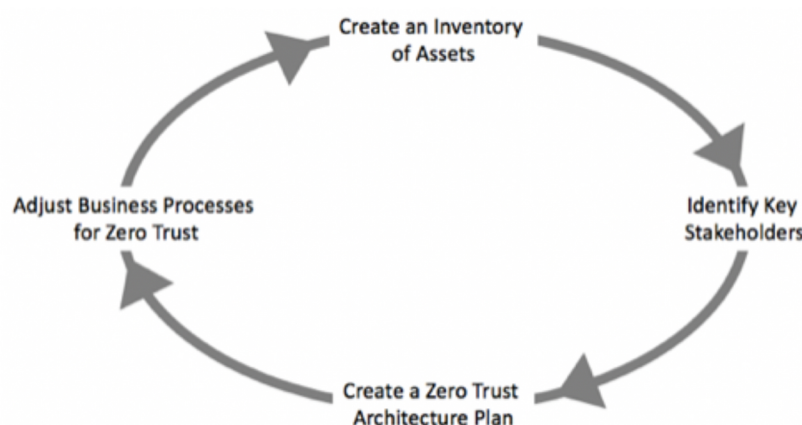 Create an Inventory
of Assets
Identify Key
Stakeholders
Create a Zero Trust
Architecture Plan
Adjust Business Processes
for Zero Trust